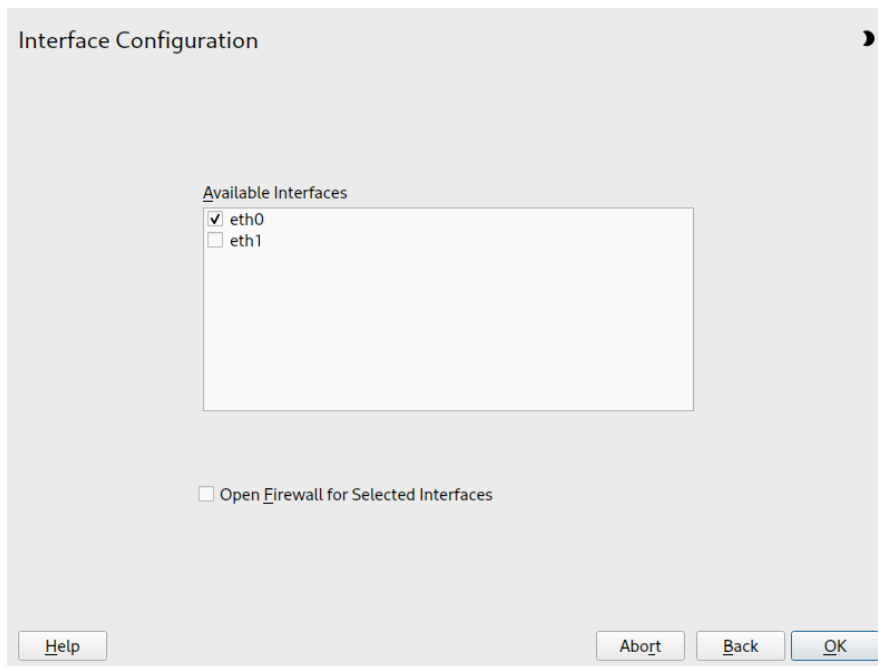 Interface Configuration
Available Interfaces
eth0
eth1
Open Firewall for Selected Interfaces
Help
Abort
Back
OK